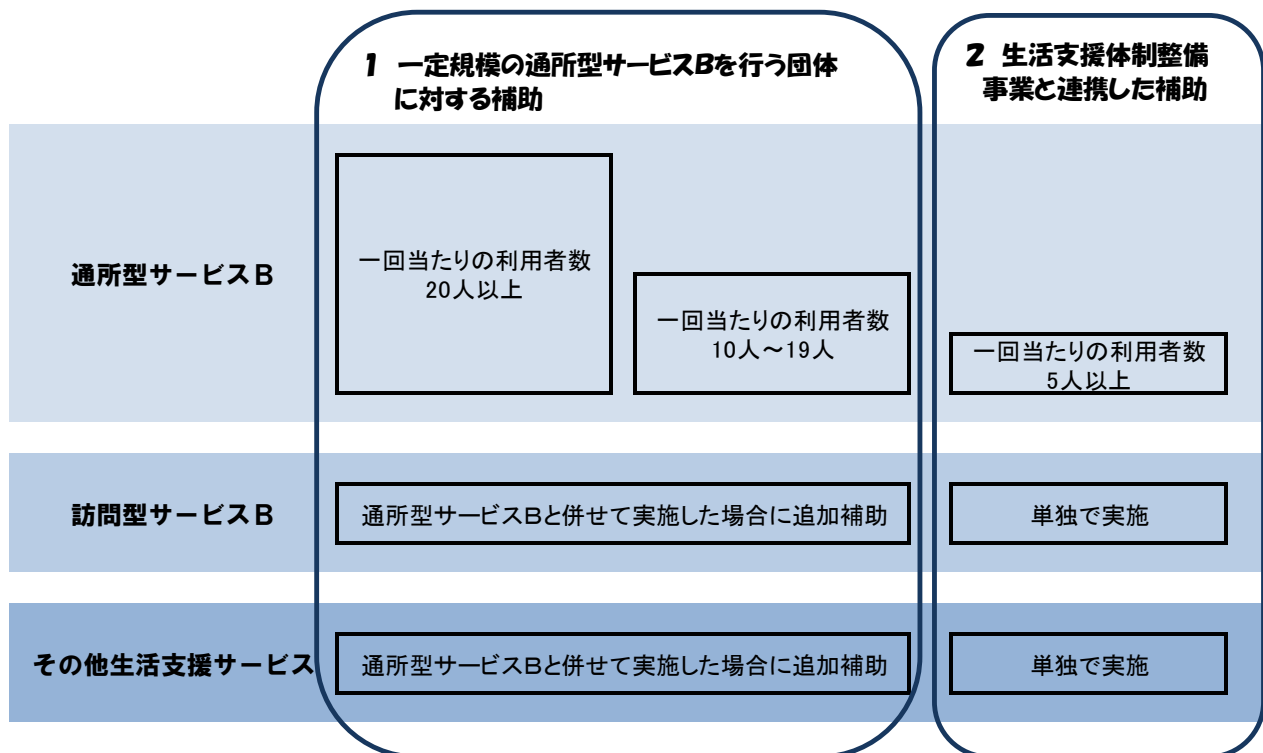 1 一定規模の通所型サービスBを行う団体
に対する補助
2 生活支援体制整備
事業と連携した補助
通所型サービスB
一回当たりの利用者数
20人以上
一回当たりの利用者数
10人～19人
一回当たりの利用者数
5人以上
訪問型サービスB
通所型サービスBと併せて実施した場合に追加補助
単独で実施
その他生活支援サービス
通所型サービスBと併せて実施した場合に追加補助
単独で実施